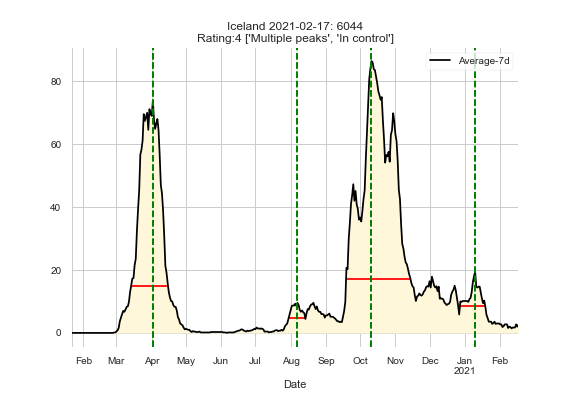 Iceland 2021-02-17: 6044
Rating:4 ['Multiple peaks', 'In control']
Average-7d
80
60
40
20
0
Feb Mar Apr May Jun Jul Aug Sep Oct Nov Dec Jan Feb
2021
Date